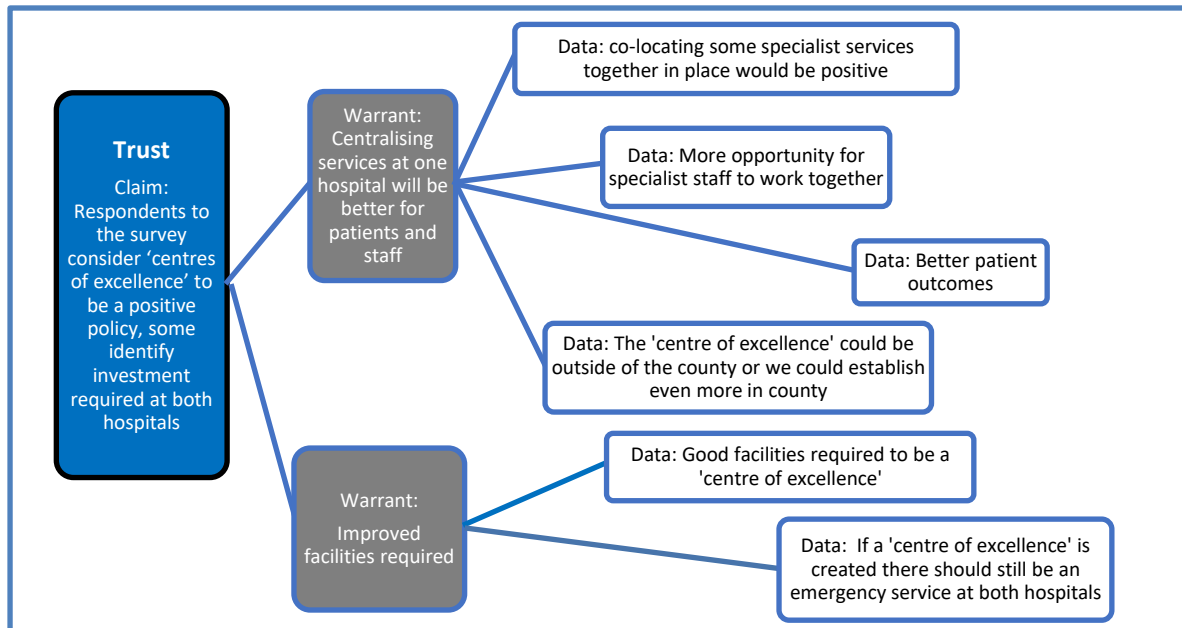 Trust
Claim:
Respondents to
the survey
consider ‘centres
of excellence’ to
be a positive
policy, some
identify
investment
required at both
hospitals
Warrant:
Centralising
services at one
hospital will be
better for
patients and
staff
Data: co-locating some specialist services
together in place would be positive
Data: More opportunity for
specialist staff to work together
Data: Better patient
outcomes
Data: The 'centre of excellence' could be
outside of the county or we could establish
even more in county
Warrant:
Improved
facilities required
Data: Good facilities required to be a
'centre of excellence'
Data: If a 'centre of excellence' is
created there should still be an
emergency service at both hospitals